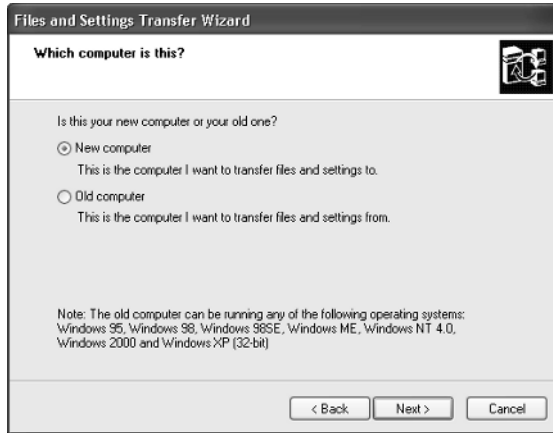 Files and Settings Transfer Wizard
Which computer is this?
Is this your new computer or your old one?
New computer
This is the computer I want to transfer files and settings to.
Old computer
This is the computer I want to transfer files and settings from.
Note: The old computer can be running any of the following operating systems:
Windows 95, Windows 98, Windows 98SE, Windows ME, Windows NT 4.0,
Windows 2000 and Windows XP (32-bit)
< Back Next > Cancel